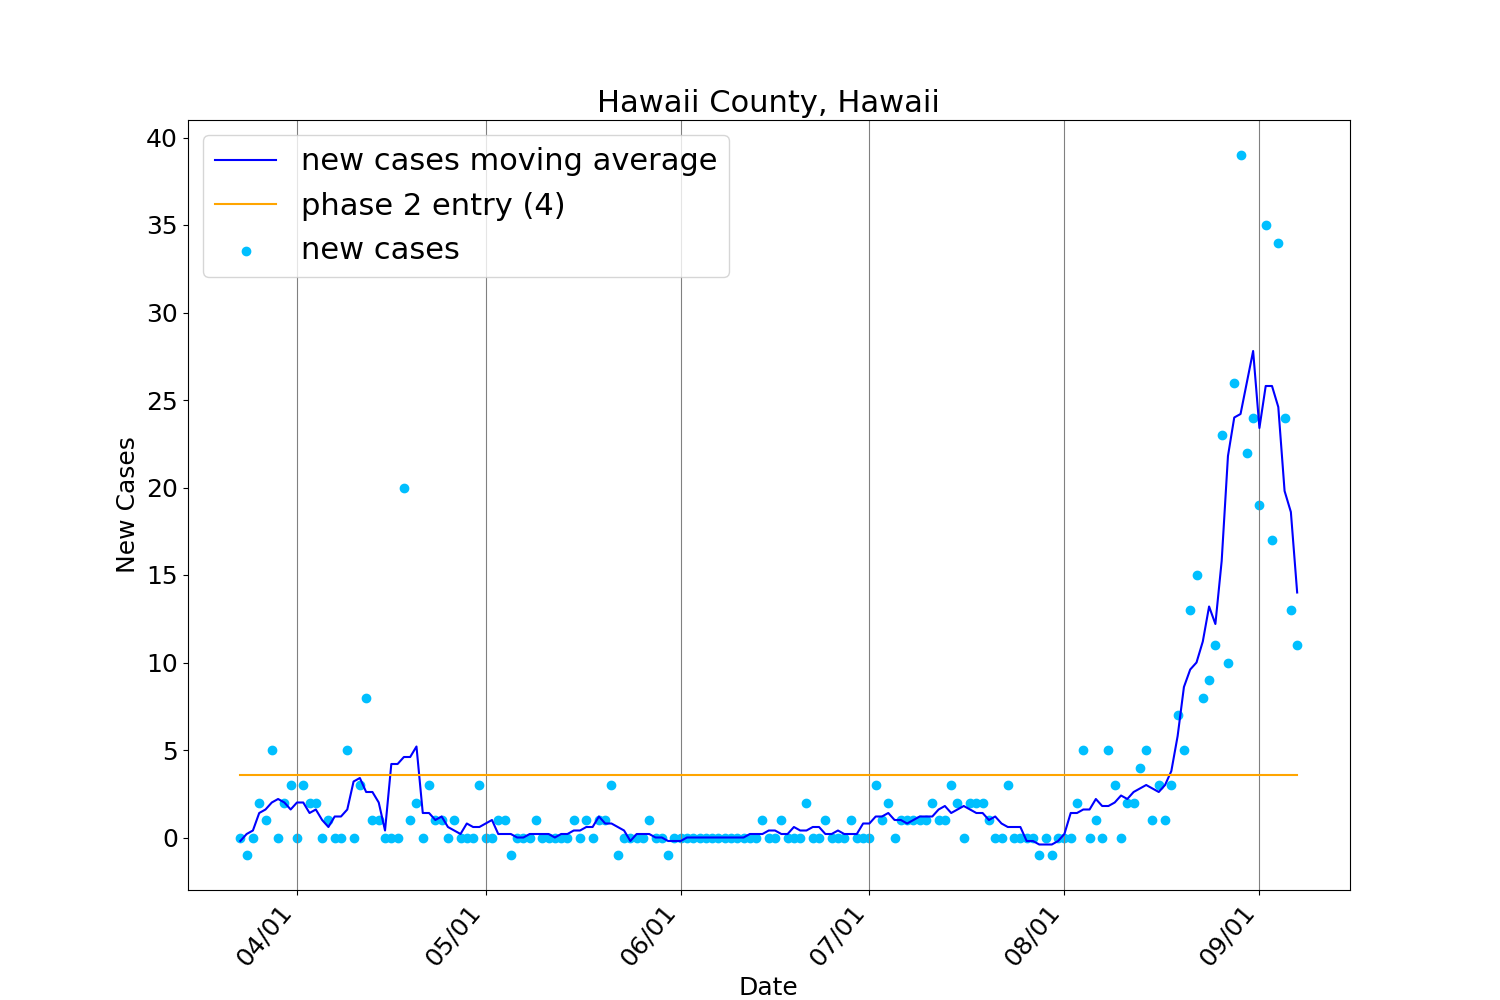 Hawaii County, Hawaii
new cases moving average
phase 2 entry (4)
new cases
New Cases
40
35
30
25
20
15
10
5
0
04/01
05/01
06/01
07/01
08/01
09/01
Date